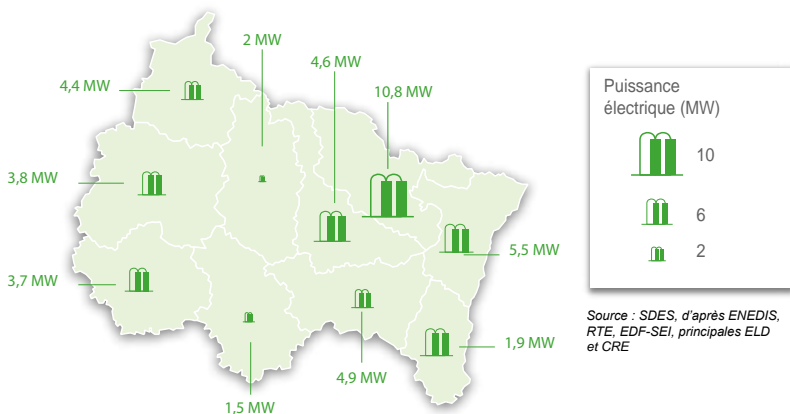 2 MW
4,6 MW
4,4 MW
10,8 MW
3,8 MW
5,5 MW
3,7 MW
1,9 MW
4,9 MW
1,5 MW
Puissance
électrique (MW)
10
6
2
Source : SDES, d'après ENEDIS,
RTE, EDF-SEI, principales ELD
et CRE